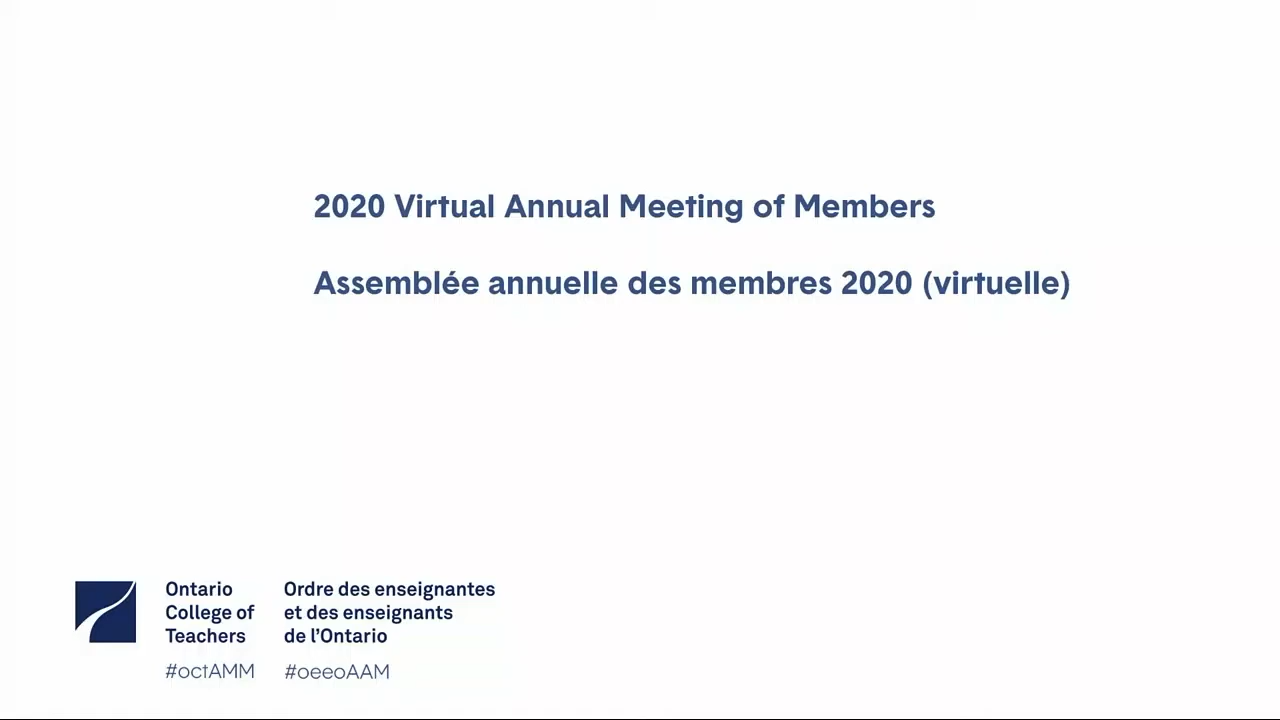 2020 Virtual Annual Meeting of Members
Assemblée annuelle des membres 2020 (virtuelle)
Ontario
College of
Teachers
#octAMM
Ordre des enseignantes
et des enseignants
de l'Ontario
#oeeoAAM